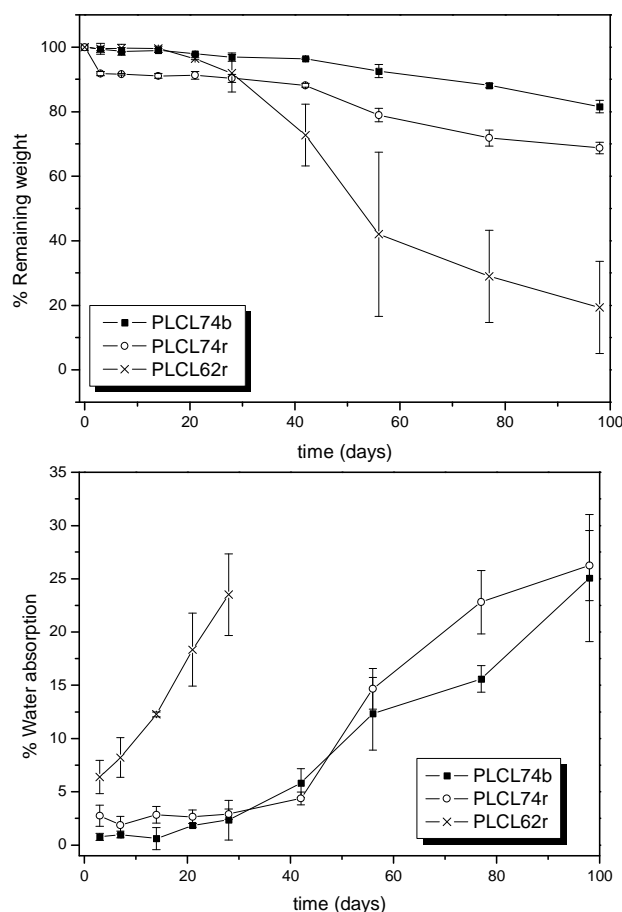 100
80
60
40
20
0
% Remaining weight
PLCL74b
PLCL74r
PLCL62r
0 20 40 60 80 100
time (days)
35
30
25
20
15
10
5
0
% Water absorption
PLCL74b
PLCL74r
PLCL62r
0 20 40 60 80 100
time (days)